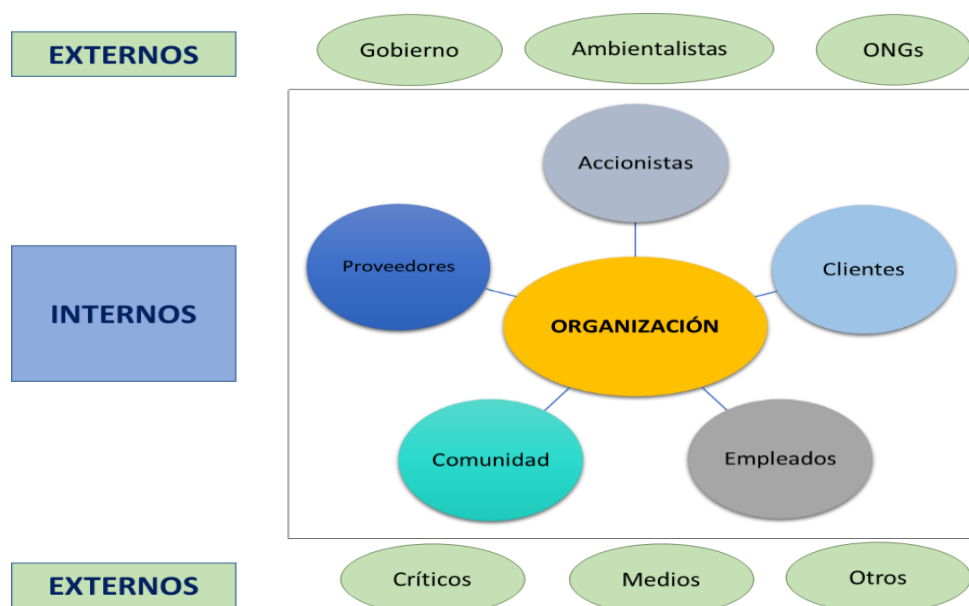 EXTERNOS
Gobierno
Ambientalistas
ONGs
Accionistas
Proveedores
Clientes
INTERNOS
ORGANIZACIÓN
Comunidad
Empleados
EXTERNOS
Críticos
Medios
Otros